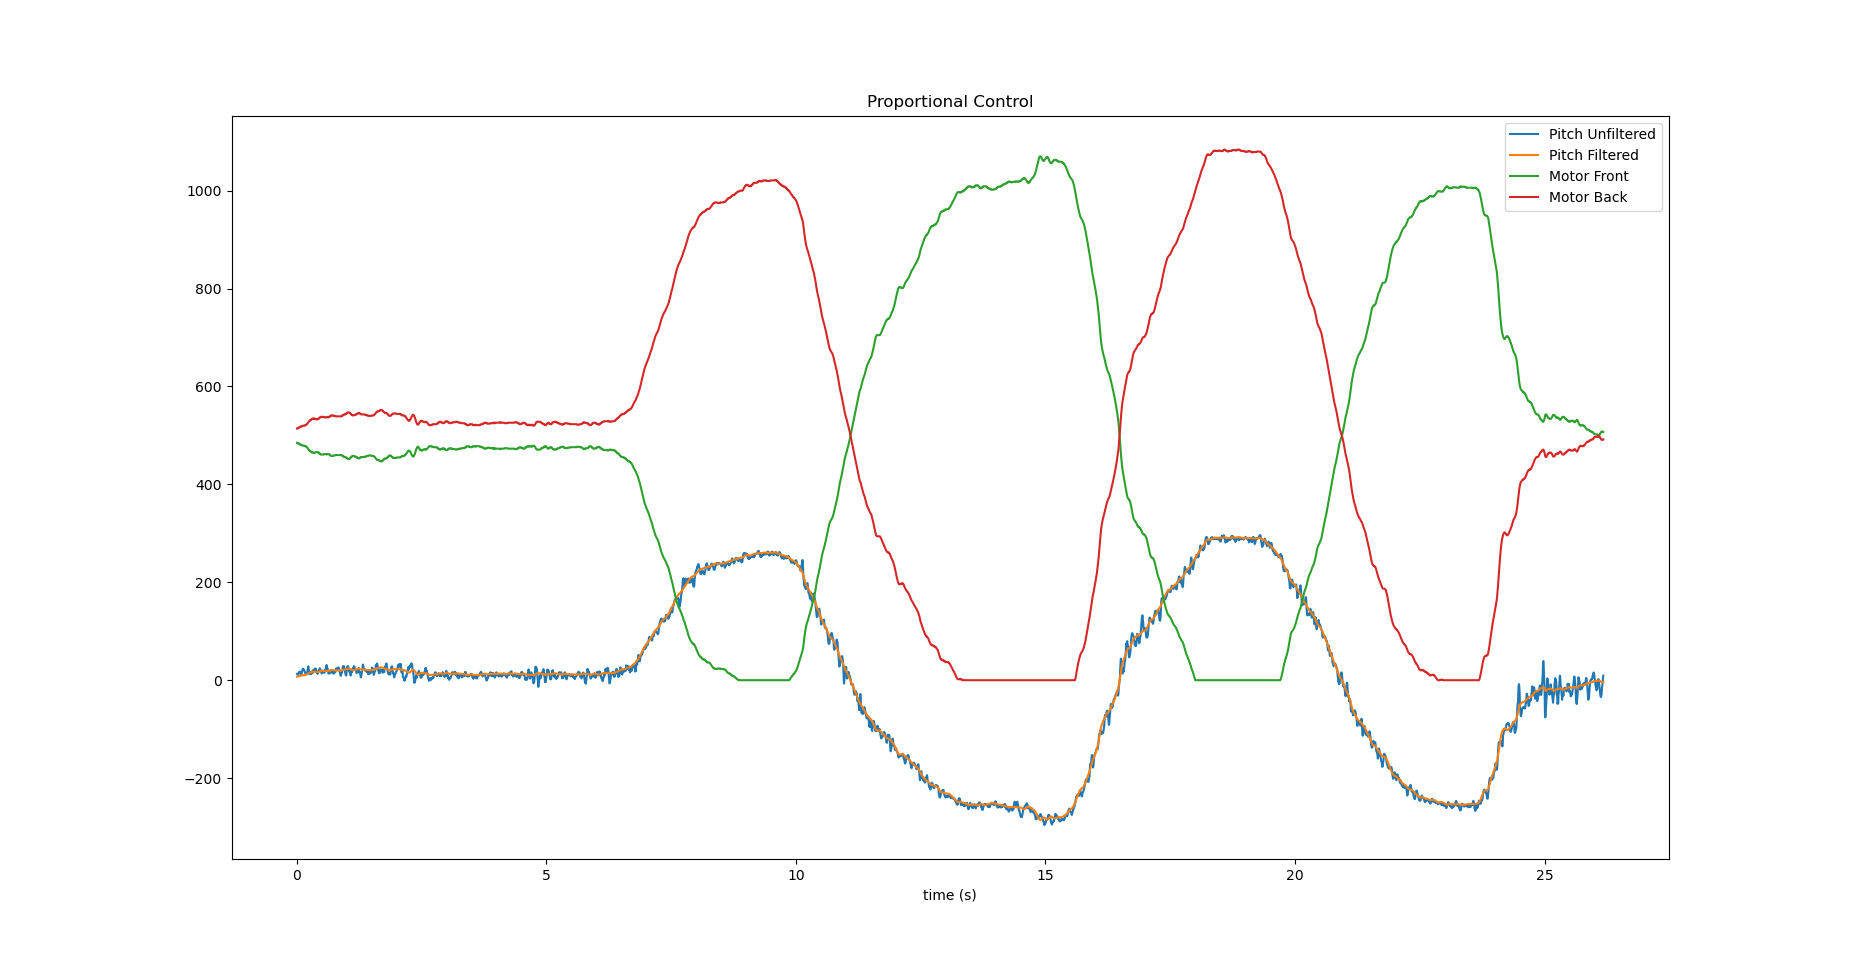 Proportional Control
Pitch Unfiltered
Pitch Filtered
Motor Front
Motor Back
1000
800
600
400
200
0
−200
0 5 10 15 20 25
time (s)